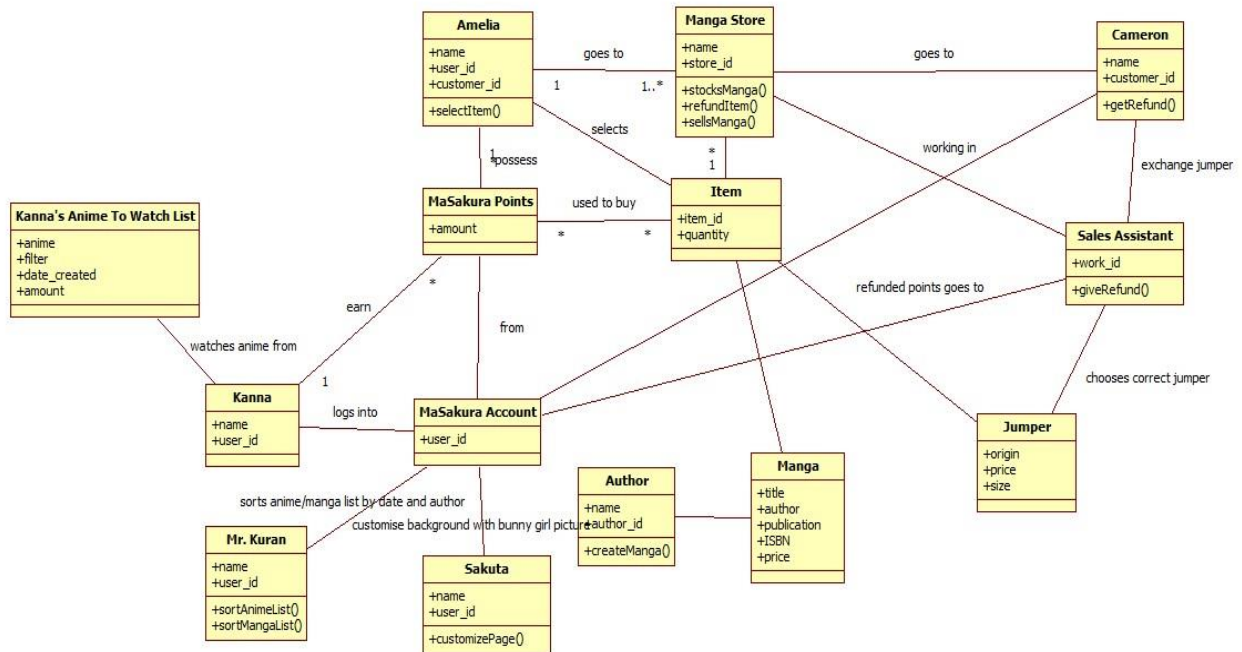 Amelia
+name
+user_id
+customer_id
+selectItem()
goes to
1
1..*
Manga Store
+name
+store_id
+stocksManga()
+refundItem()
+sellsManga()
goes to
Cameron
+name
+customer_id
+getRefund()
selects
working in
exchange jumper
1
*
possess
*
1
Kanna's Anime To Watch List
+anime
+filter
+date_created
+amount
MaSakura Points
+amount
used to buy
*
*
Item
+item_id
+quantity
Sales Assistant
+work_id
+giveRefund()
*
earn
1
from
refunded points goes to
watches anime from
chooses correct jumper
Kanna
+name
+user_id
logs into
MaSakura Account
+user_id
Jumper
+origin
+price
+size
Author
+name
+author_id
+createManga()
Manga
+title
+author
+publication
+ISBN
+price
sorts anime/manga list by date and author
customise background with bunny girl picture
Mr. Kuran
+name
+user_id
+sortAnimeList()
+sortMangaList()
Sakuta
+name
+user_id
+customizePage()